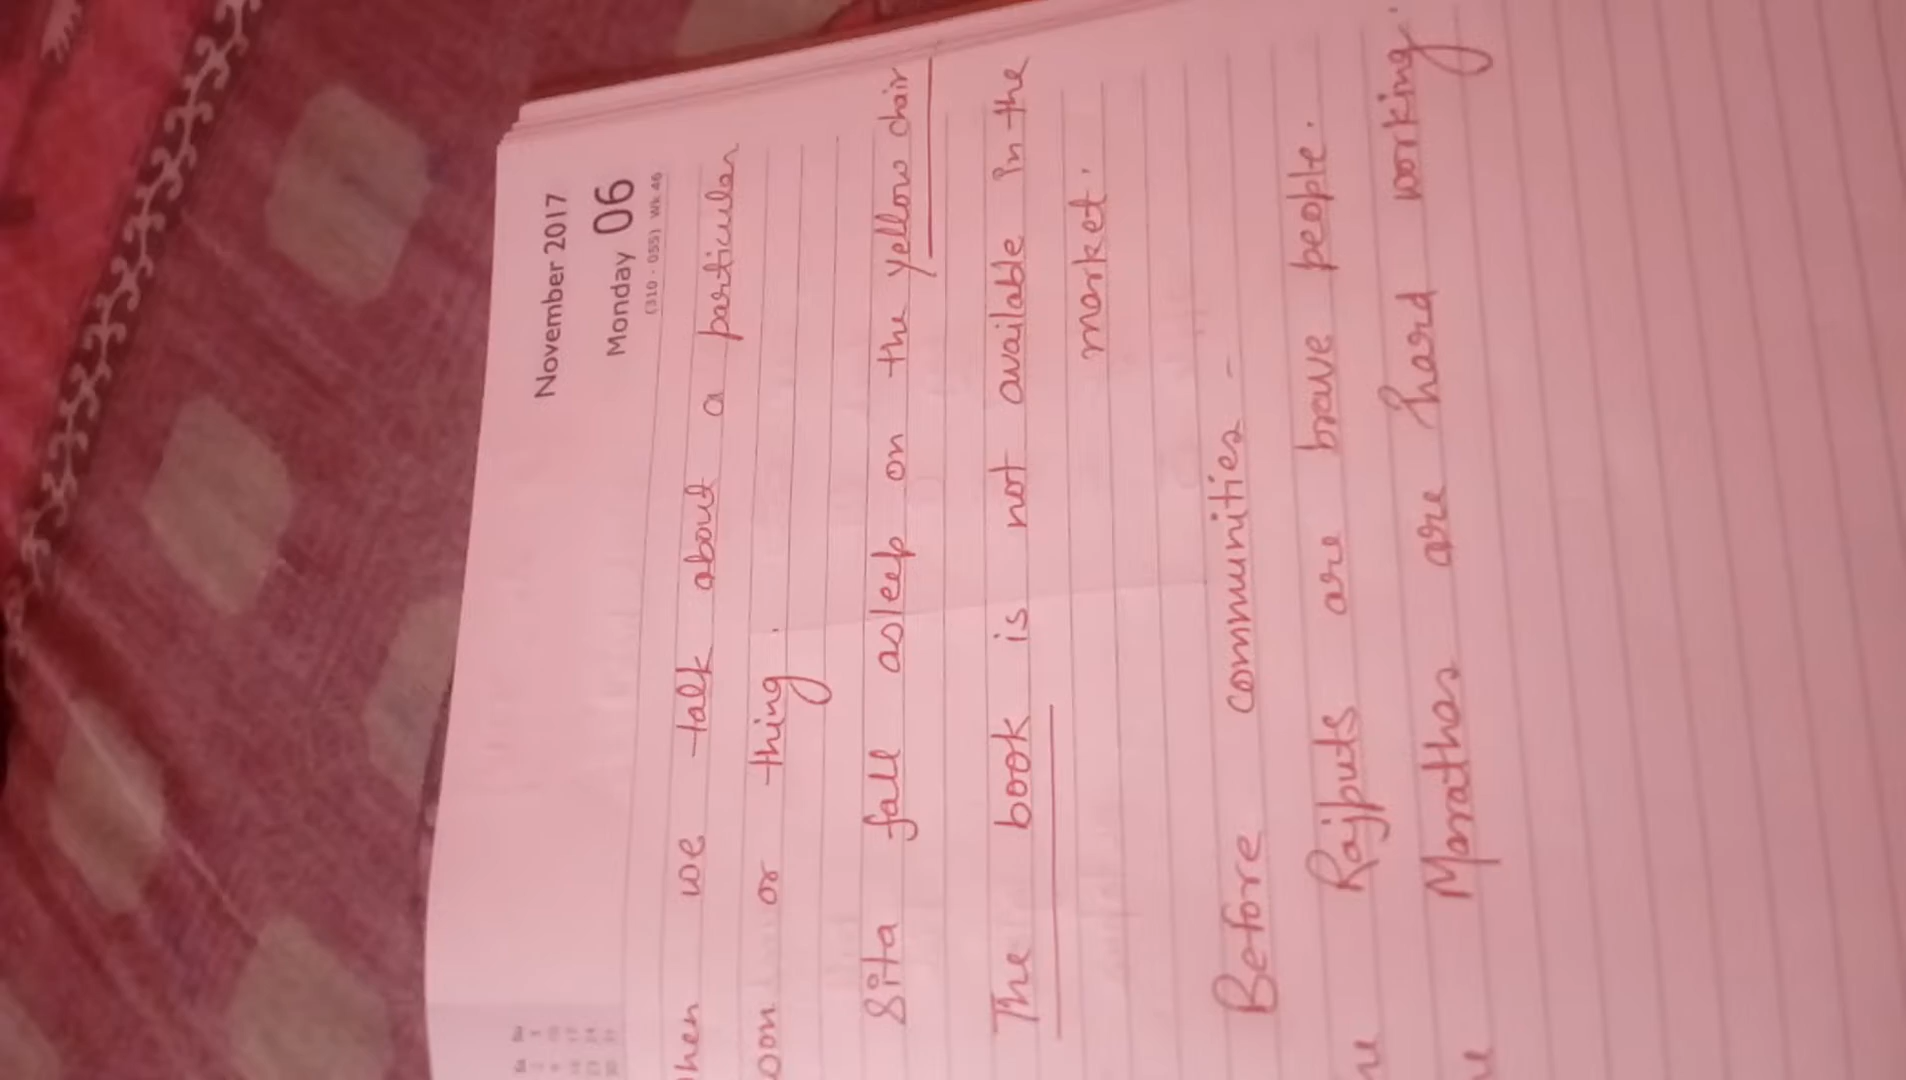 November 2017
Monday 06
(310 - 055) Wk 46
hen we talk about a particular
son or thing.
Sita fall asleep on the yellow chair
The book is not available in the
market.
Before communities -
Rajputs are brave people.
Marathas are hard working.